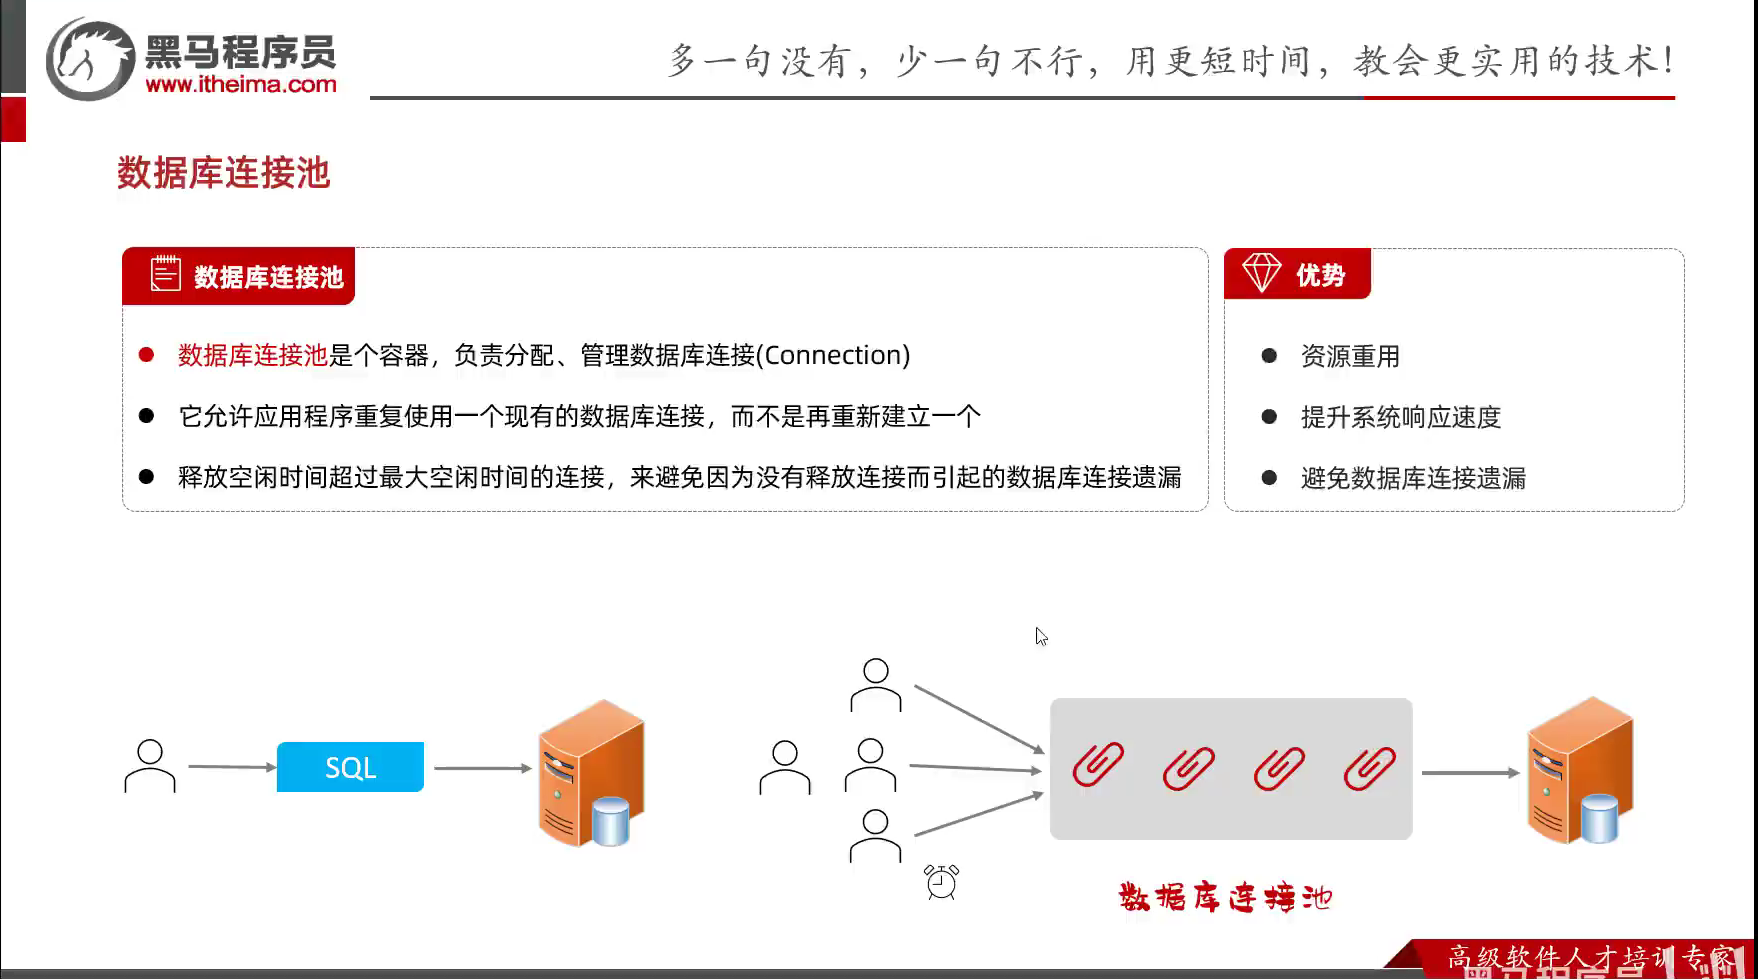 黑马程序员
www.itheima.com
多一句没有，少一句不行，用更短时间，教会更实用的技术！
数据库连接池
数据库连接池
数据库连接池是个容器，负责分配、管理数据库连接(Connection)
它允许应用程序重复使用一个现有的数据库连接，而不是再重新建立一个
释放空闲时间超过最大空闲时间的连接，来避免因为没有释放连接而引起的数据库连接遗漏
优势
资源重用
提升系统响应速度
避免数据库连接遗漏
SQL
数据库连接池
高级软件人才培训专家
黑马程序员